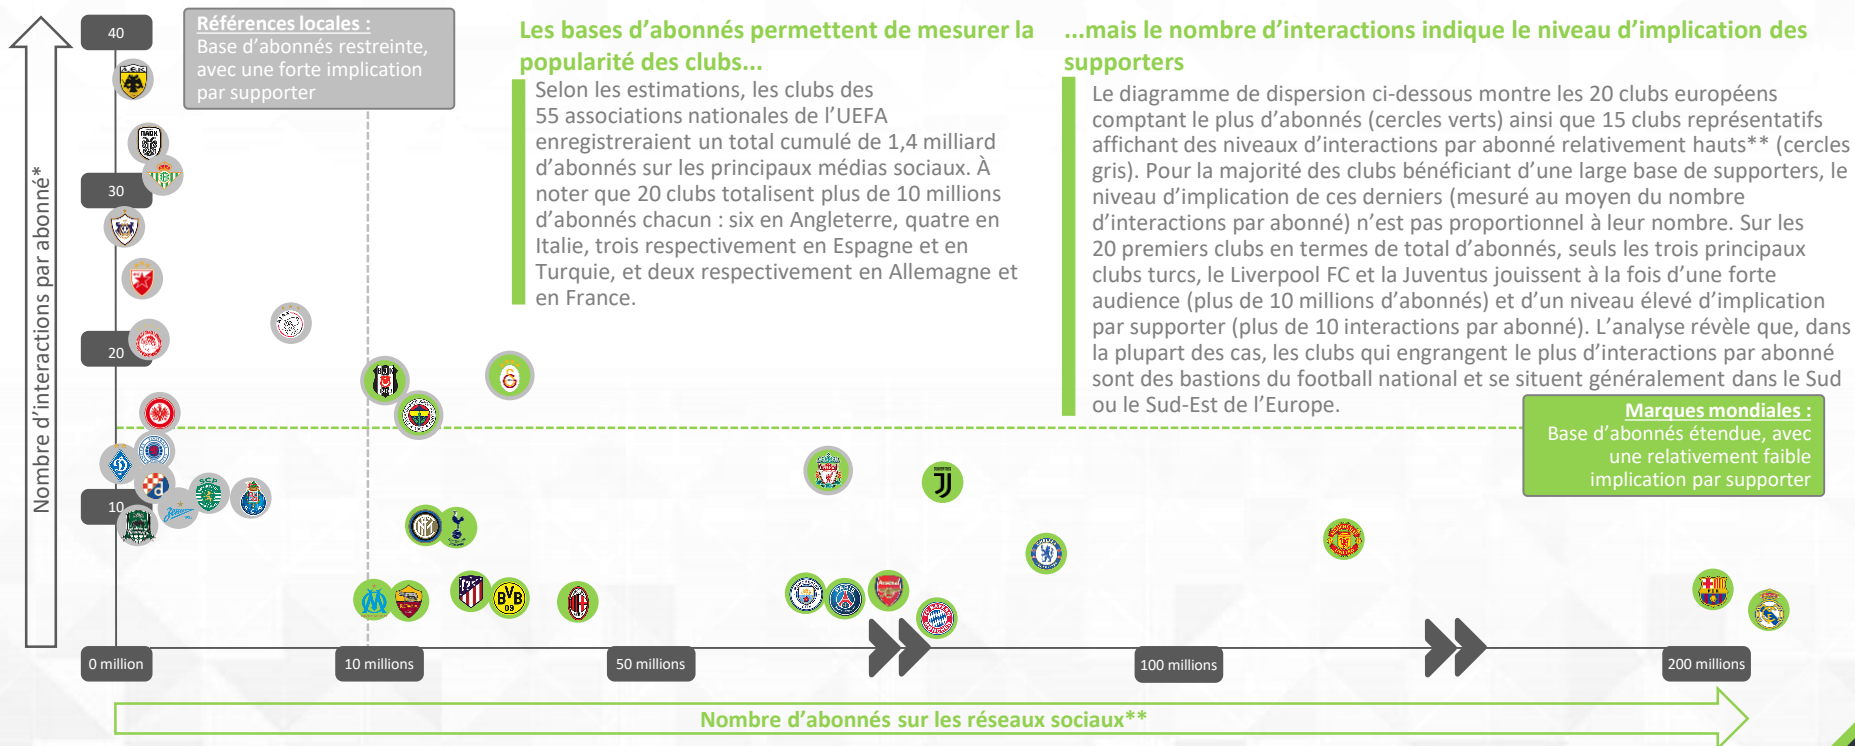 Références locales :
Base d'abonnés restreinte,
avec une forte implication
par supporter
Les bases d'abonnés permettent de mesurer la
popularité des clubs...
Selon les estimations, les clubs des
55 associations nationales de l'UEFA
enregistreraient un total cumulé de 1,4 milliard
d'abonnés sur les principaux médias sociaux. À
noter que 20 clubs totalisent plus de 10 millions
d'abonnés chacun : six en Angleterre, quatre en
Italie, trois respectivement en Espagne et en
Turquie, et deux respectivement en Allemagne et
en France.
...mais le nombre d'interactions indique le niveau d'implication des
supporters
Le diagramme de dispersion ci-dessous montre les 20 clubs européens
comptant le plus d'abonnés (cercles verts) ainsi que 15 clubs représentatifs
affichant des niveaux d'interactions par abonné relativement hauts** (cercles
gris). Pour la majorité des clubs bénéficiant d'une large base de supporters, le
niveau d'implication de ces derniers (mesuré au moyen du nombre
d'interactions par abonné) n'est pas proportionnel à leur nombre. Sur les
20 premiers clubs en termes de total d'abonnés, seuls les trois principaux
clubs turcs, le Liverpool FC et la Juventus jouissent à la fois d'une forte
audience (plus de 10 millions d'abonnés) et d'un niveau élevé d'implication
par supporter (plus de 10 interactions par abonné). L'analyse révèle que, dans
la plupart des cas, les clubs qui engrangent le plus d'interactions par abonné
sont des bastions du football national et se situent généralement dans le Sud
ou le Sud-Est de l'Europe.
Marques mondiales :
Base d'abonnés étendue, avec
une relativement faible
implication par supporter
Nombre d'interactions par abonné*
40
30
20
10
ΠΑΟΚ
SCP
BVB
09
0 million
10 millions
50 millions
100 millions
200 millions
Nombre d'abonnés sur les réseaux sociaux**